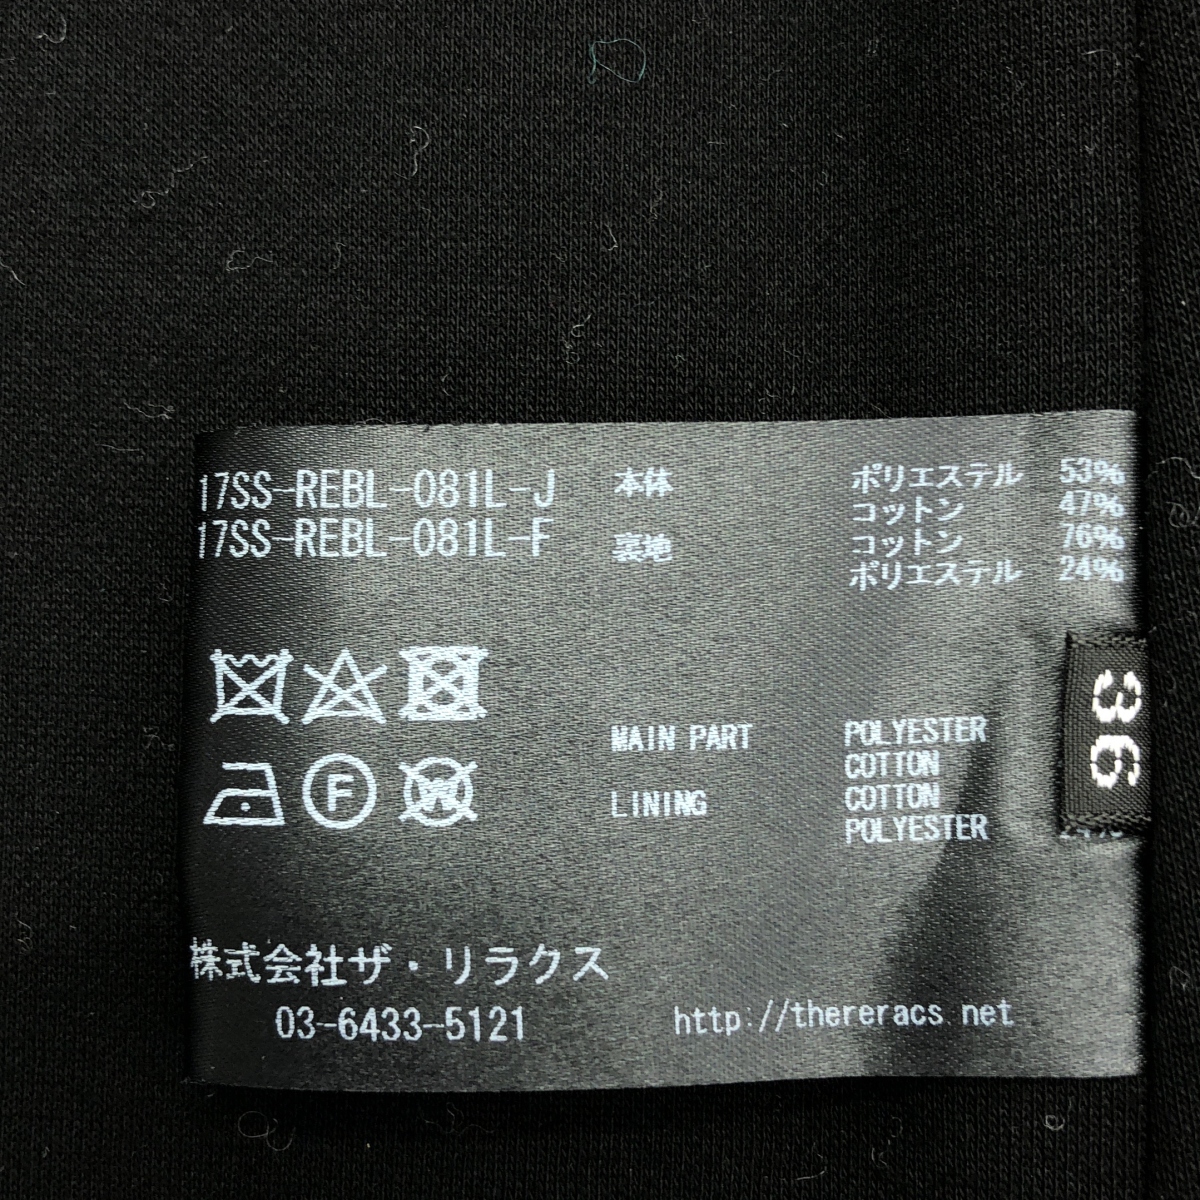 17SS-REBL-081L-J 本体 ポリエステル 53%
コットン 47%
17SS-REBL-081L-F 裏地 コットン 76%
ポリエステル 24%
36
MAIN PART POLYESTER
COTTON
LINING COTTON
POLYESTER 24%
F
W
株式会社ザ・リラクス
03-6433-5121 http://thereracs.net